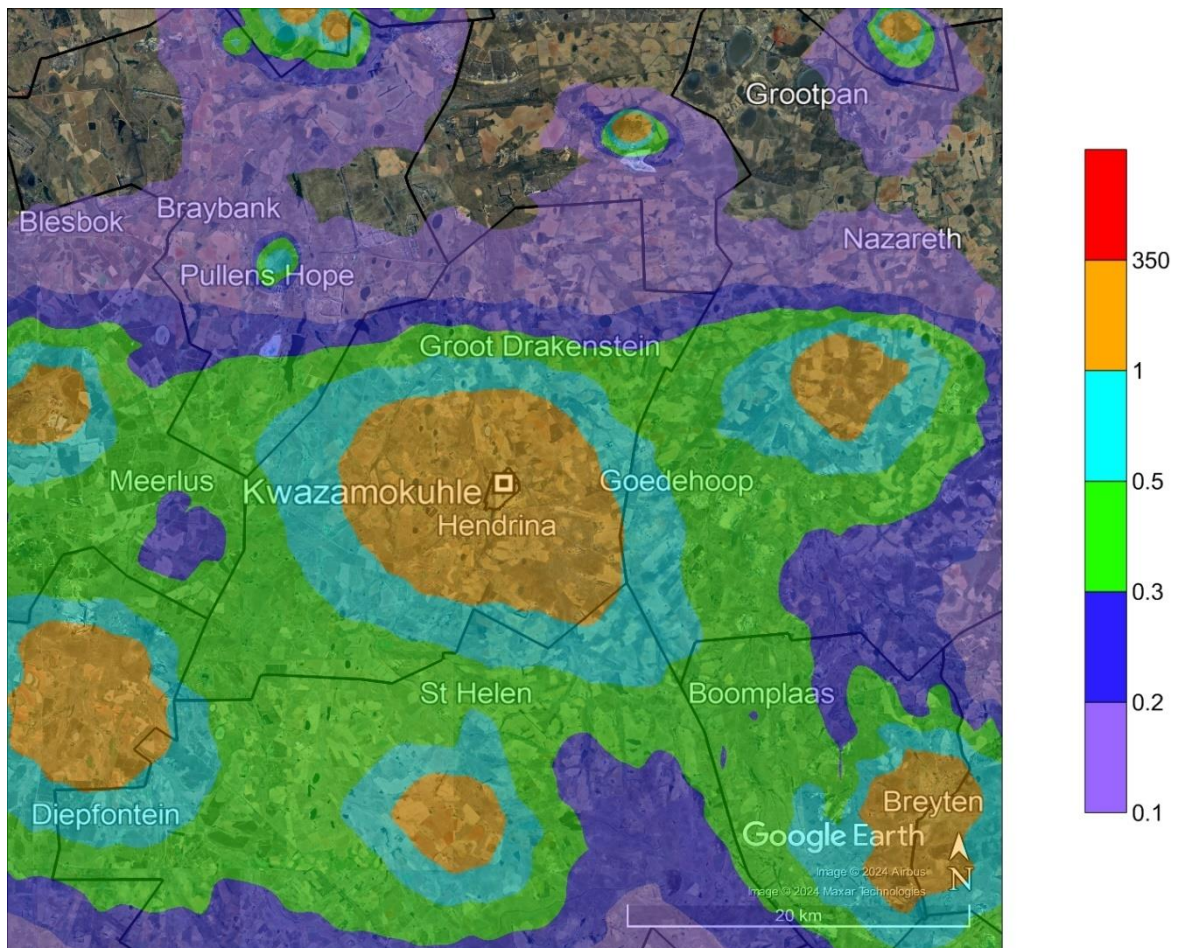 Grootpan
Blesbok
Braybank
Nazareth
Pullens Hope
Groot Drakenstein
Meerlus
Kwazamokuhle
Goedehoop
Hendrina
St Helen
Boomplaas
Diepfontein
Breyten
Google Earth
Image © 2024 Airbus
Image © 2024 Maxar Technologies
N
20 km
350
1
0.5
0.3
0.2
0.1